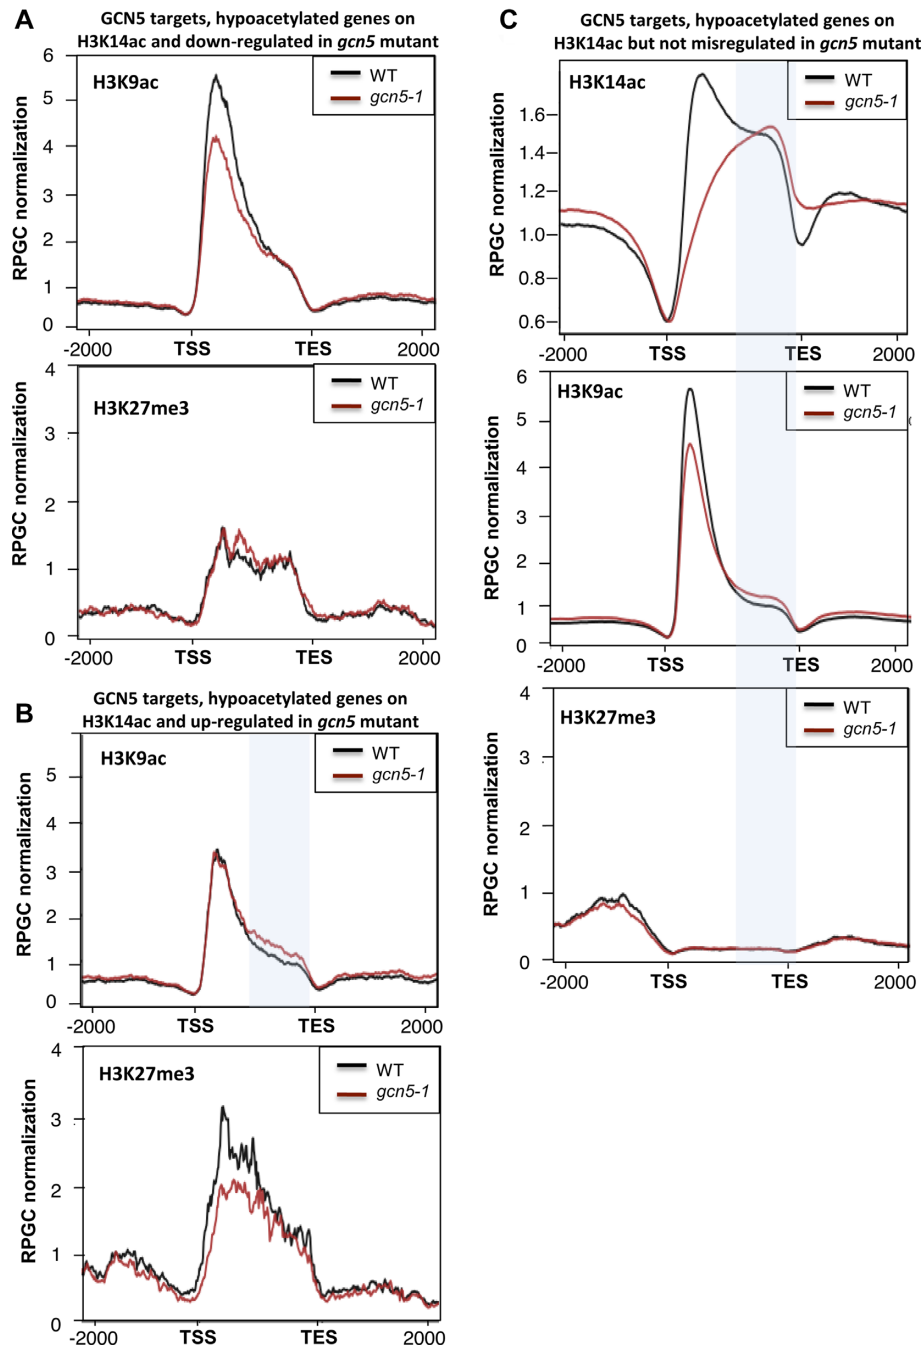 A
GCN5 targets, hypoacetylated genes on
H3K14ac and down-regulated in gcn5 mutant
H3K9ac
WT
gcn5-1
RPGC normalization
6
5
4
3
2
1
0
-2000 TSS TES 2000
H3K27me3
WT
gcn5-1
RPGC normalization
4
3
2
1
0
-2000 TSS TES 2000
B
GCN5 targets, hypoacetylated genes on
H3K14ac and up-regulated in gcn5 mutant
H3K9ac
WT
gcn5-1
RPGC normalization
5
4
3
2
1
0
-2000 TSS TES 2000
H3K27me3
WT
gcn5-1
RPGC normalization
4
3
2
1
0
-2000 TSS TES 2000
C
GCN5 targets, hypoacetylated genes on
H3K14ac but not misregulated in gcn5 mutant
H3K14ac
WT
gcn5-1
RPGC normalization
1.6
1.4
1.2
1.0
0.8
0.6
-2000 TSS TES 2000
H3K9ac
WT
gcn5-1
RPGC normalization
6
5
4
3
2
1
0
-2000 TSS TES 2000
H3K27me3
WT
gcn5-1
RPGC normalization
4
3
2
1
0
-2000 TSS TES 2000